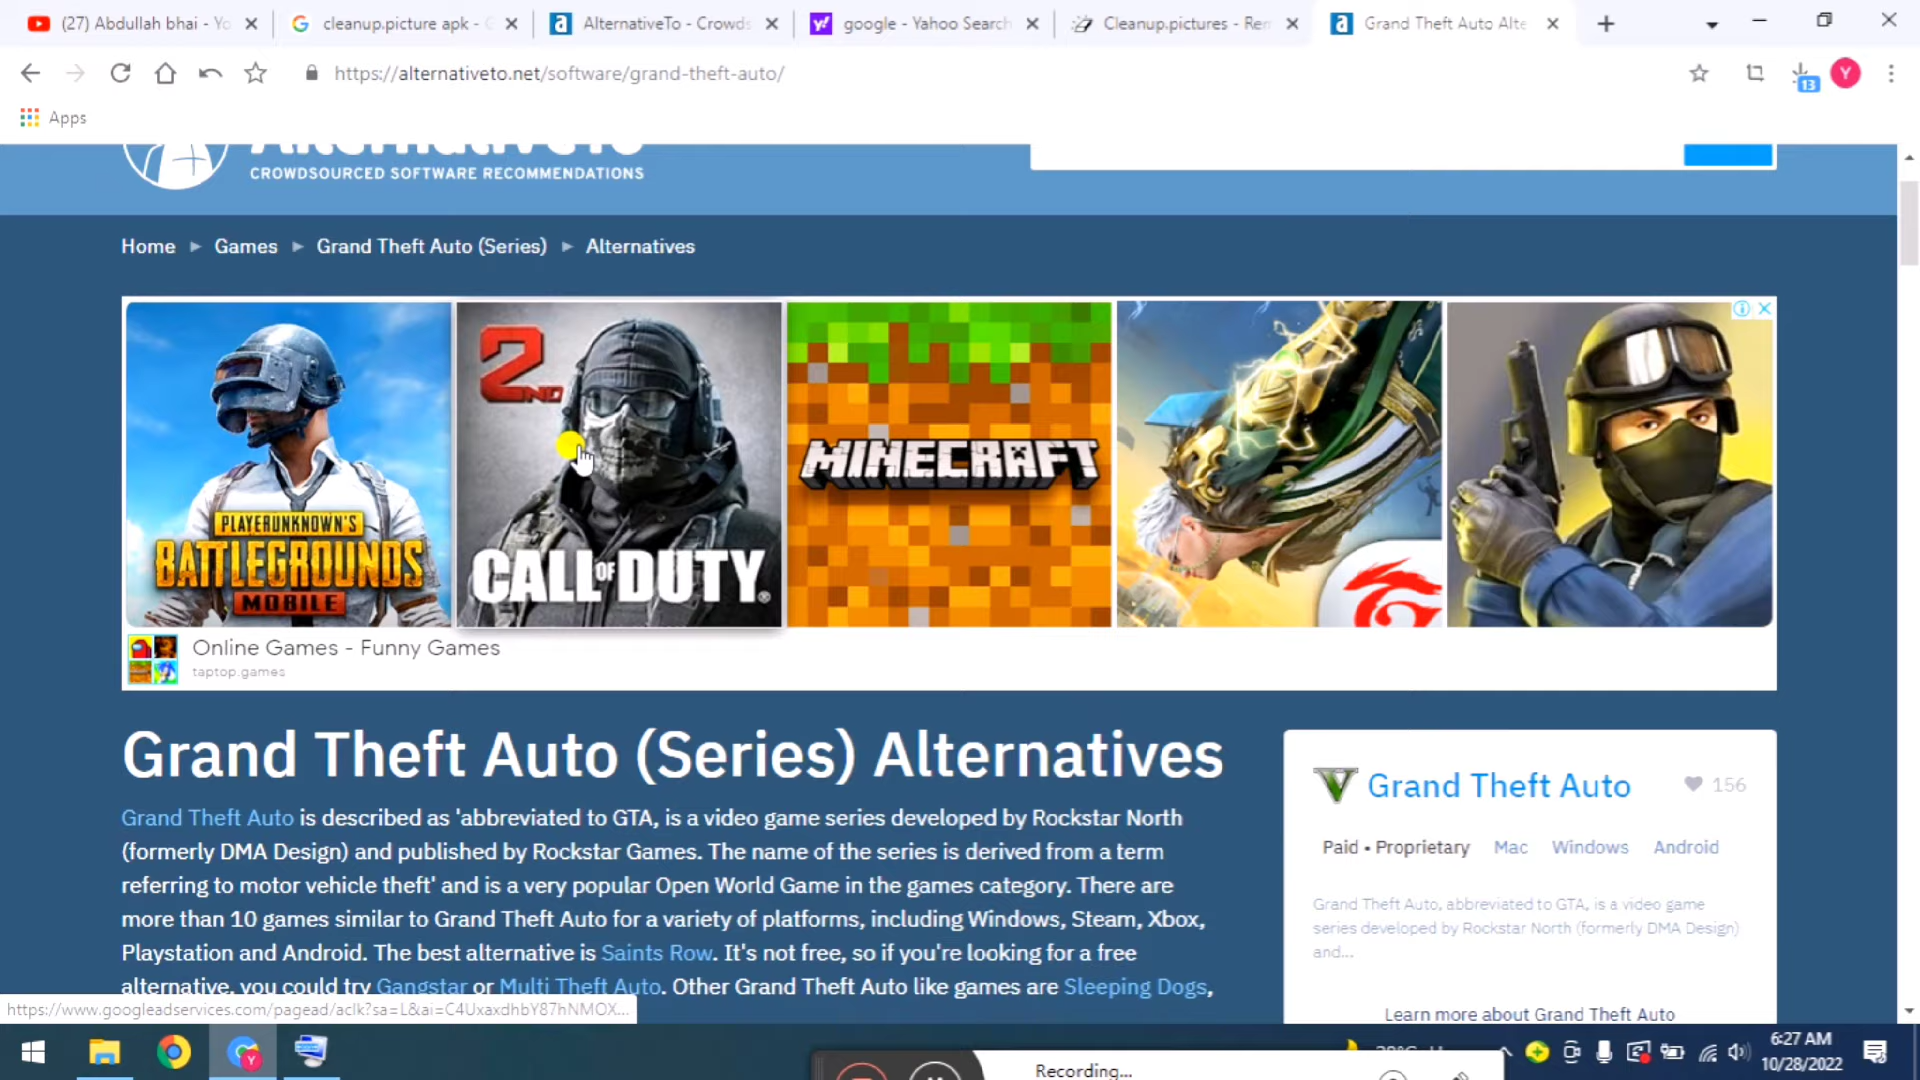 (27) Abdullah bhai - Yo
cleanup.picture apk - G
AlternativeTo - Crowds
google - Yahoo Search
Cleanup.pictures - Rem
Grand Theft Auto Alte
https://alternativeto.net/software/grand-theft-auto/
13
Y
Apps
AlternativeTo
CROWDSOURCED SOFTWARE RECOMMENDATIONS
Home ► Games ► Grand Theft Auto (Series) ► Alternatives
PLAYERUNKNOWN'S
BATTLEGROUNDS
MOBILE
2ND
CALL OF DUTY®
MINECRAFT
Online Games - Funny Games
taptop.games
Grand Theft Auto (Series) Alternatives
Grand Theft Auto is described as 'abbreviated to GTA, is a video game series developed by Rockstar North
(formerly DMA Design) and published by Rockstar Games. The name of the series is derived from a term
referring to motor vehicle theft' and is a very popular Open World Game in the games category. There are
more than 10 games similar to Grand Theft Auto for a variety of platforms, including Windows, Steam, Xbox,
Playstation and Android. The best alternative is Saints Row. It's not free, so if you're looking for a free
alternative, you could try Gangstar or Multi Theft Auto. Other Grand Theft Auto like games are Sleeping Dogs,
V Grand Theft Auto 156
Paid • Proprietary Mac Windows Android
Grand Theft Auto, abbreviated to GTA, is a video game
series developed by Rockstar North (formerly DMA Design)
and...
Learn more about Grand Theft Auto
https://www.googleadservices.com/pagead/aclk?sa=L&ai=C4UxaxdhbY87hNMOX...
Recording...
6:27 AM
10/28/2022